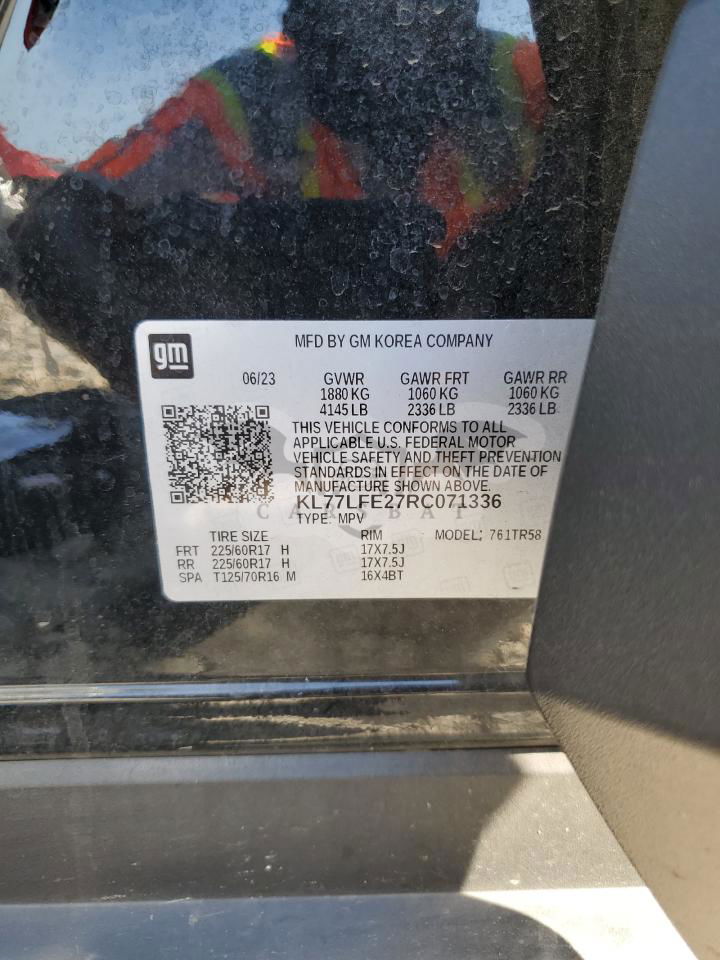 gm
MFD BY GM KOREA COMPANY
06/23 GVWR GAWR FRT GAWR RR
1880 KG 1060 KG 1060 KG
4145 LB 2336 LB 2336 LB
THIS VEHICLE CONFORMS TO ALL
APPLICABLE U.S. FEDERAL MOTOR
VEHICLE SAFETY AND THEFT PREVENTION
STANDARDS IN EFFECT ON THE DATE OF
MANUFACTURE SHOWN ABOVE.
KL77LFE27RC071336
CARSBAT
TYPE: MPV
TIRE SIZE RIM MODEL: 761TR58
FRT 225/60R17 H 17X7.5J
RR 225/60R17 H 17X7.5J
SPA T125/70R16 M 16X4BT